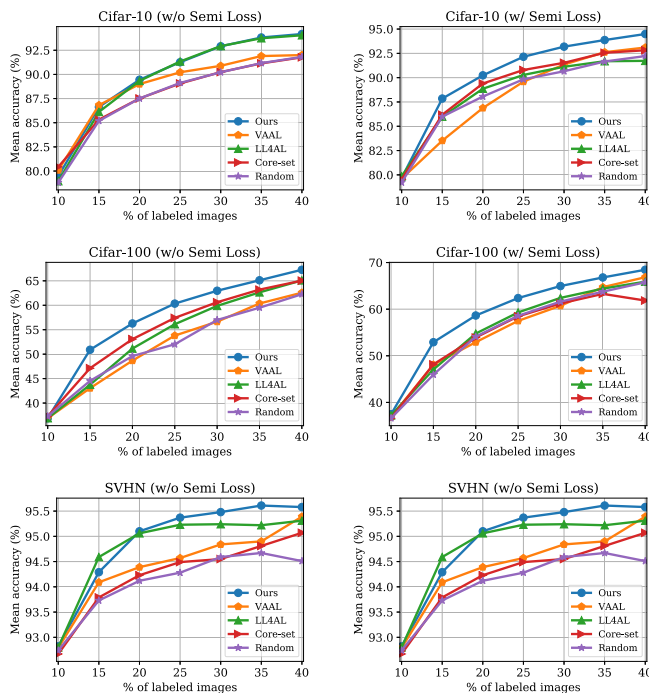 Cifar-10 (w/o Semi Loss)
Mean accuracy (%)
92.5
90.0
87.5
85.0
82.5
80.0
10 15 20 25 30 35 40
% of labeled images
Ours
VAAL
LL4AL
Core-set
Random
Cifar-10 (w/ Semi Loss)
Mean accuracy (%)
95.0
92.5
90.0
87.5
85.0
82.5
80.0
10 15 20 25 30 35 40
% of labeled images
Ours
VAAL
LL4AL
Core-set
Random
Cifar-100 (w/o Semi Loss)
Mean accuracy (%)
65
60
55
50
45
40
10 15 20 25 30 35 40
% of labeled images
Ours
VAAL
LL4AL
Core-set
Random
Cifar-100 (w/ Semi Loss)
Mean accuracy (%)
70
60
50
40
10 15 20 25 30 35 40
% of labeled images
Ours
VAAL
LL4AL
Core-set
Random
SVHN (w/o Semi Loss)
Mean accuracy (%)
95.5
95.0
94.5
94.0
93.5
93.0
10 15 20 25 30 35 40
% of labeled images
Ours
VAAL
LL4AL
Core-set
Random
SVHN (w/o Semi Loss)
Mean accuracy (%)
95.5
95.0
94.5
94.0
93.5
93.0
10 15 20 25 30 35 40
% of labeled images
Ours
VAAL
LL4AL
Core-set
Random